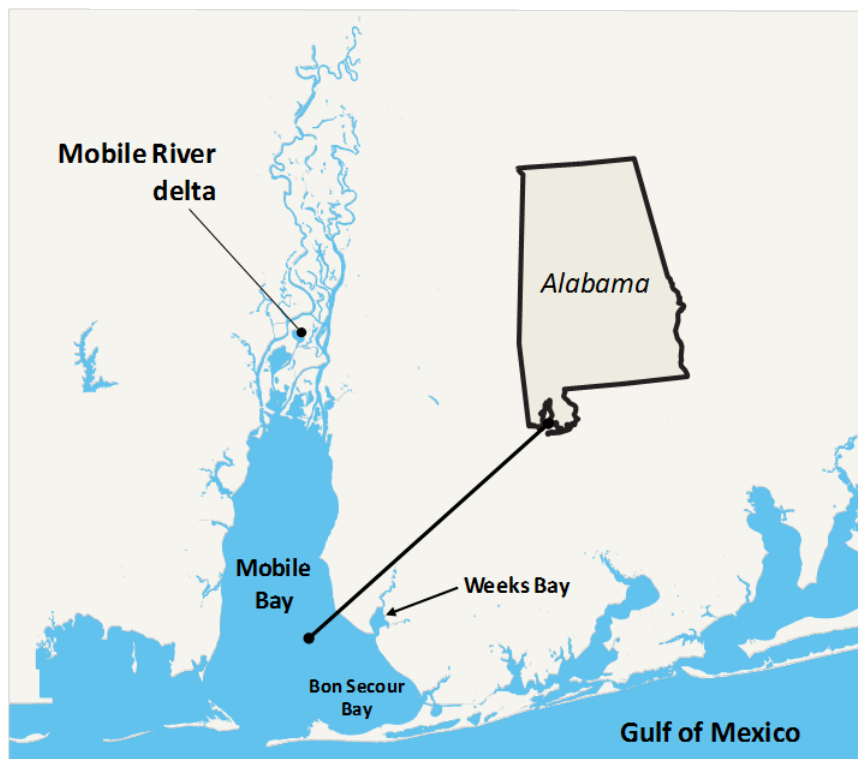 Mobile River
delta
Alabama
Mobile
Bay
Weeks Bay
Bon Secour
Bay
Gulf of Mexico